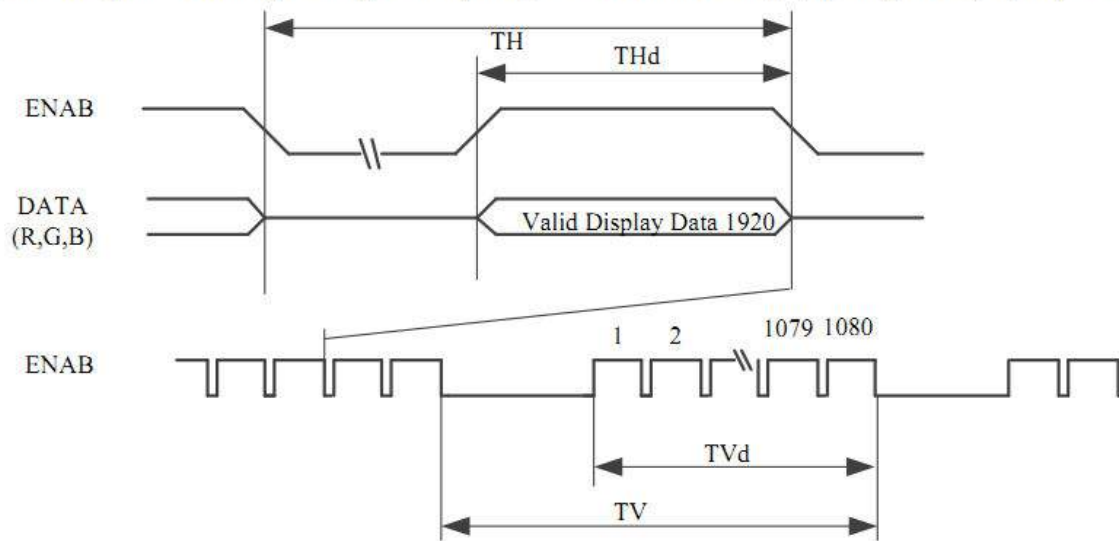 TH
THd
ENAB
DATA
(R,G,B)
Valid Display Data 1920
1 2 1079 1080
ENAB
TVd
TV